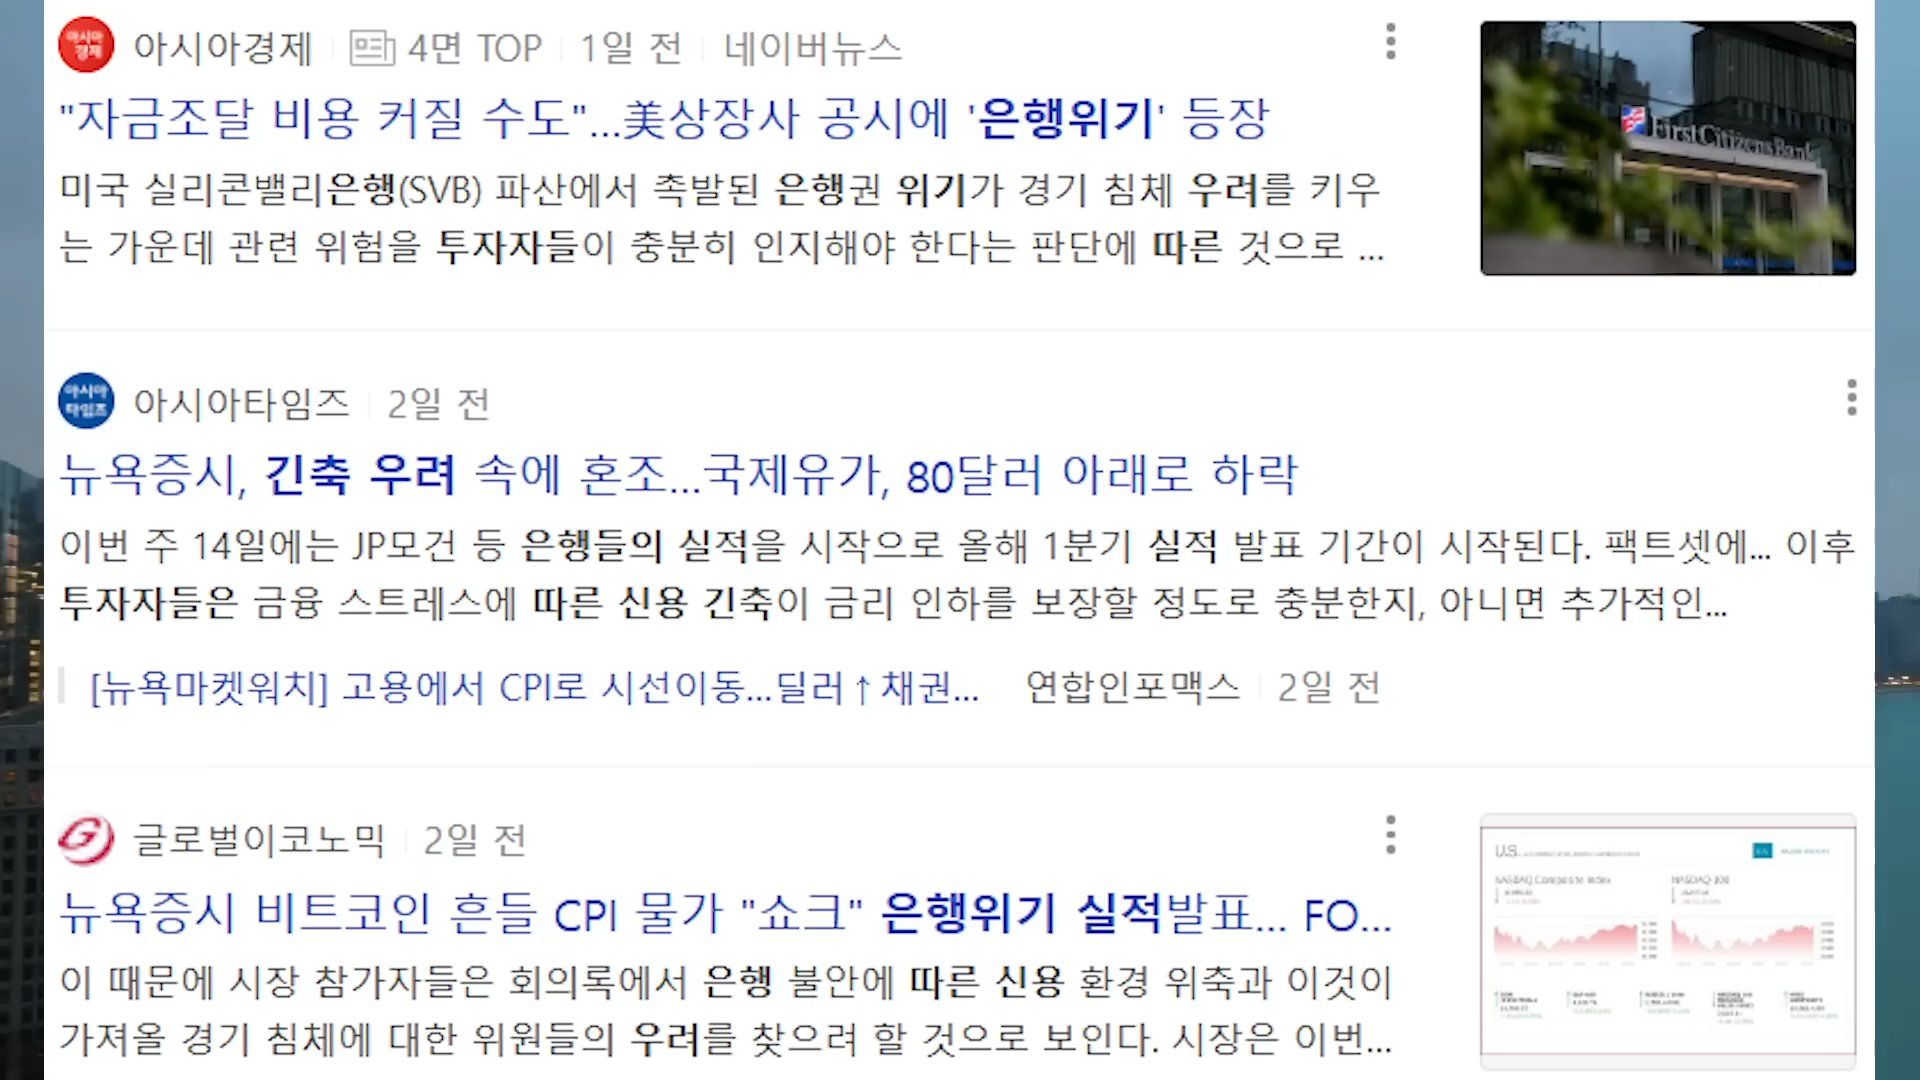 아시아경제 4면 TOP 1일 전 네이버뉴스
"자금조달 비용 커질 수도"...美상장사 공시에 '은행위기' 등장
미국 실리콘밸리은행(SVB) 파산에서 촉발된 은행권 위기가 경기 침체 우려를 키우
는 가운데 관련 위험을 투자자들이 충분히 인지해야 한다는 판단에 따른 것으로 ...
First Citizens Bank
아시아타임즈 2일 전
뉴욕증시, 긴축 우려 속에 혼조...국제유가, 80달러 아래로 하락
이번 주 14일에는 JP모건 등 은행들의 실적을 시작으로 올해 1분기 실적 발표 기간이 시작된다. 팩트셋에... 이후
투자자들은 금융 스트레스에 따른 신용 긴축이 금리 인하를 보장할 정도로 충분한지, 아니면 추가적인...
[뉴욕마켓워치] 고용에서 CPI로 시선이동...딜러↑채권... 연합인포맥스 2일 전
글로벌이코노믹 2일 전
뉴욕증시 비트코인 흔들 CPI 물가 "쇼크" 은행위기 실적발표... FO...
이 때문에 시장 참가자들은 회의록에서 은행 불안에 따른 신용 환경 위축과 이것이
가져올 경기 침체에 대한 위원들의 우려를 찾으려 할 것으로 보인다. 시장은 이번...
U.S.
NASDAQ Composite Index NASDAQ-100